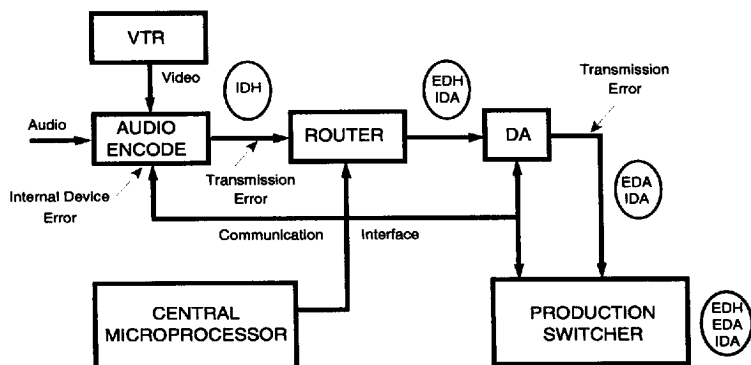 VTR
Video
IDH
EDH
IDA
Transmission
Error
Audio
AUDIO
ENCODE
ROUTER
DA
Internal Device
Error
Transmission
Error
EDA
IDA
Communication
Interface
CENTRAL
MICROPROCESSOR
PRODUCTION
SWITCHER
EDH
EDA
IDA